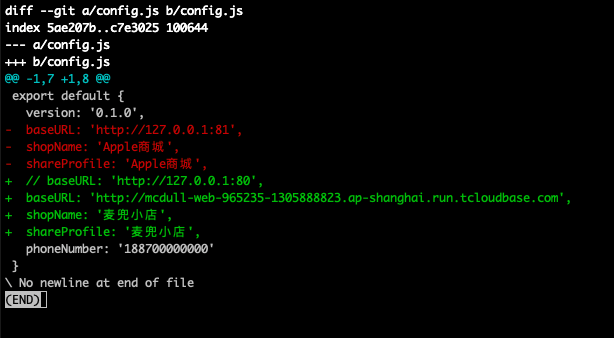 diff --git a/config.js b/config.js
index 5ae207b..c7e3025 100644
--- a/config.js
+++ b/config.js
@@ -1,7 +1,8 @@
 export default {
   version: '0.1.0',
-  baseURL: 'http://127.0.0.1:81',
-  shopName: 'Apple商城',
-  shareProfile: 'Apple商城',
+  // baseURL: 'http://127.0.0.1:80',
+  baseURL: 'http://mcdull-web-965235-1305888823.ap-shanghai.run.tcloudbase.com',
+  shopName: '麦兜小店',
+  shareProfile: '麦兜小店',
   phoneNumber: '188700000000'
 }
\ No newline at end of file
(END)